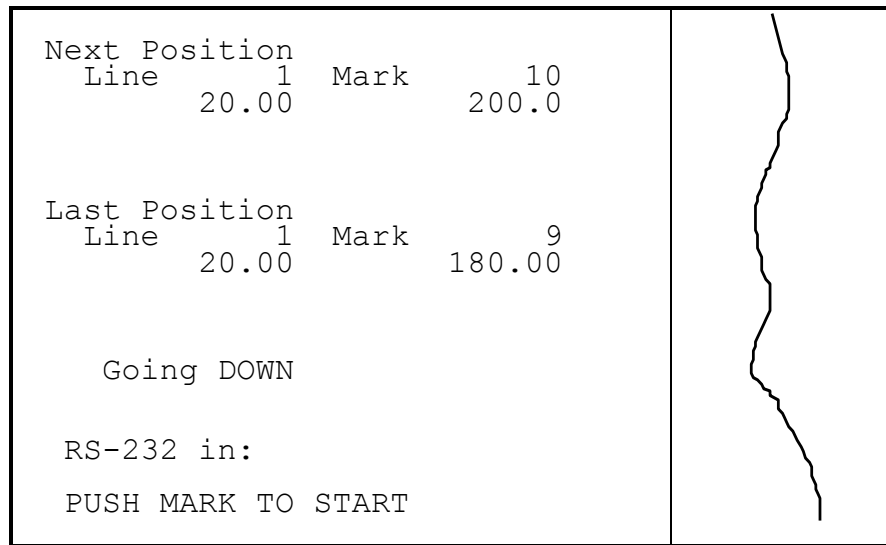 Next Position
Line 1 Mark 10
20.00 200.0
Last Position
Line 1 Mark 9
20.00 180.00
Going DOWN
RS-232 in:
PUSH MARK TO START